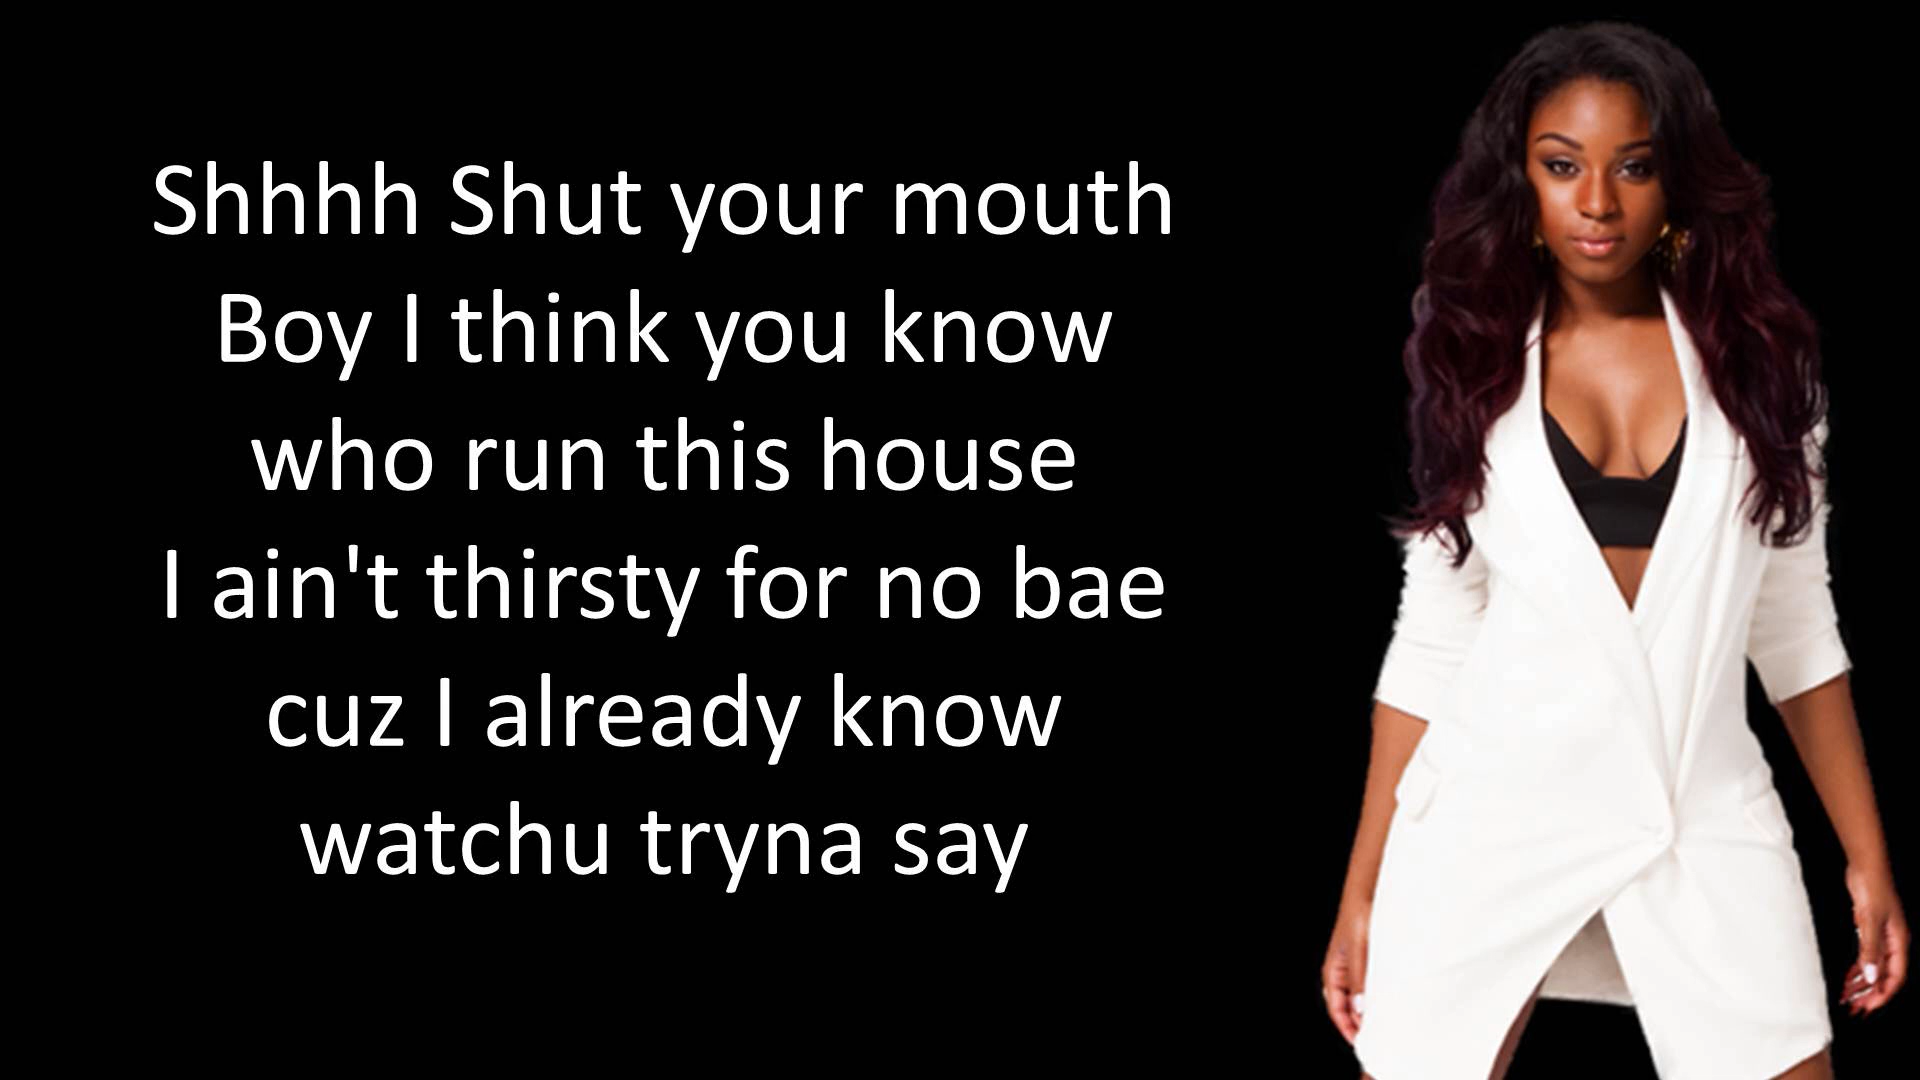 Shhhh Shut your mouth
Boy I think you know
who run this house
I ain't thirsty for no bae
cuz I already know
watchu tryna say